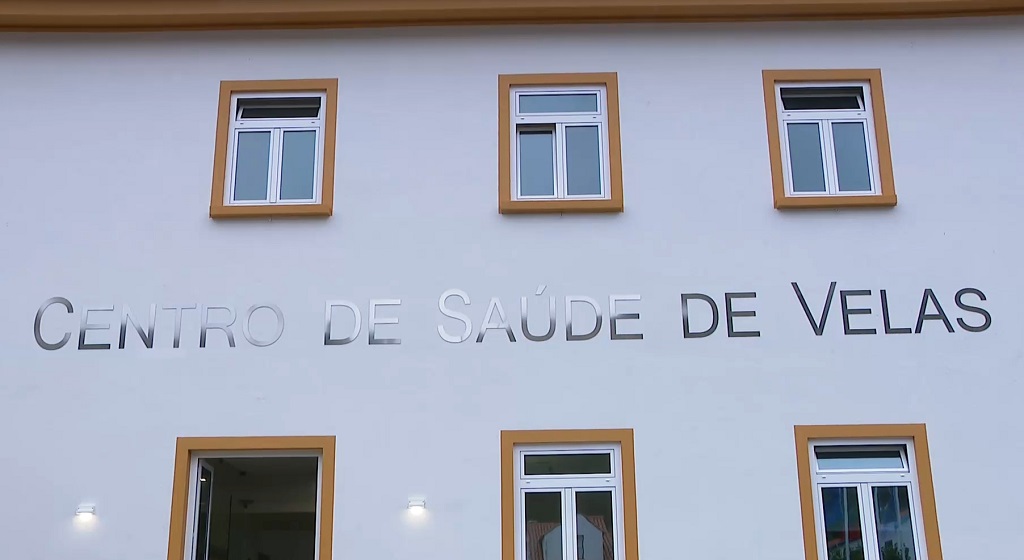 CENTRO DE SAÚDE DE VELAS